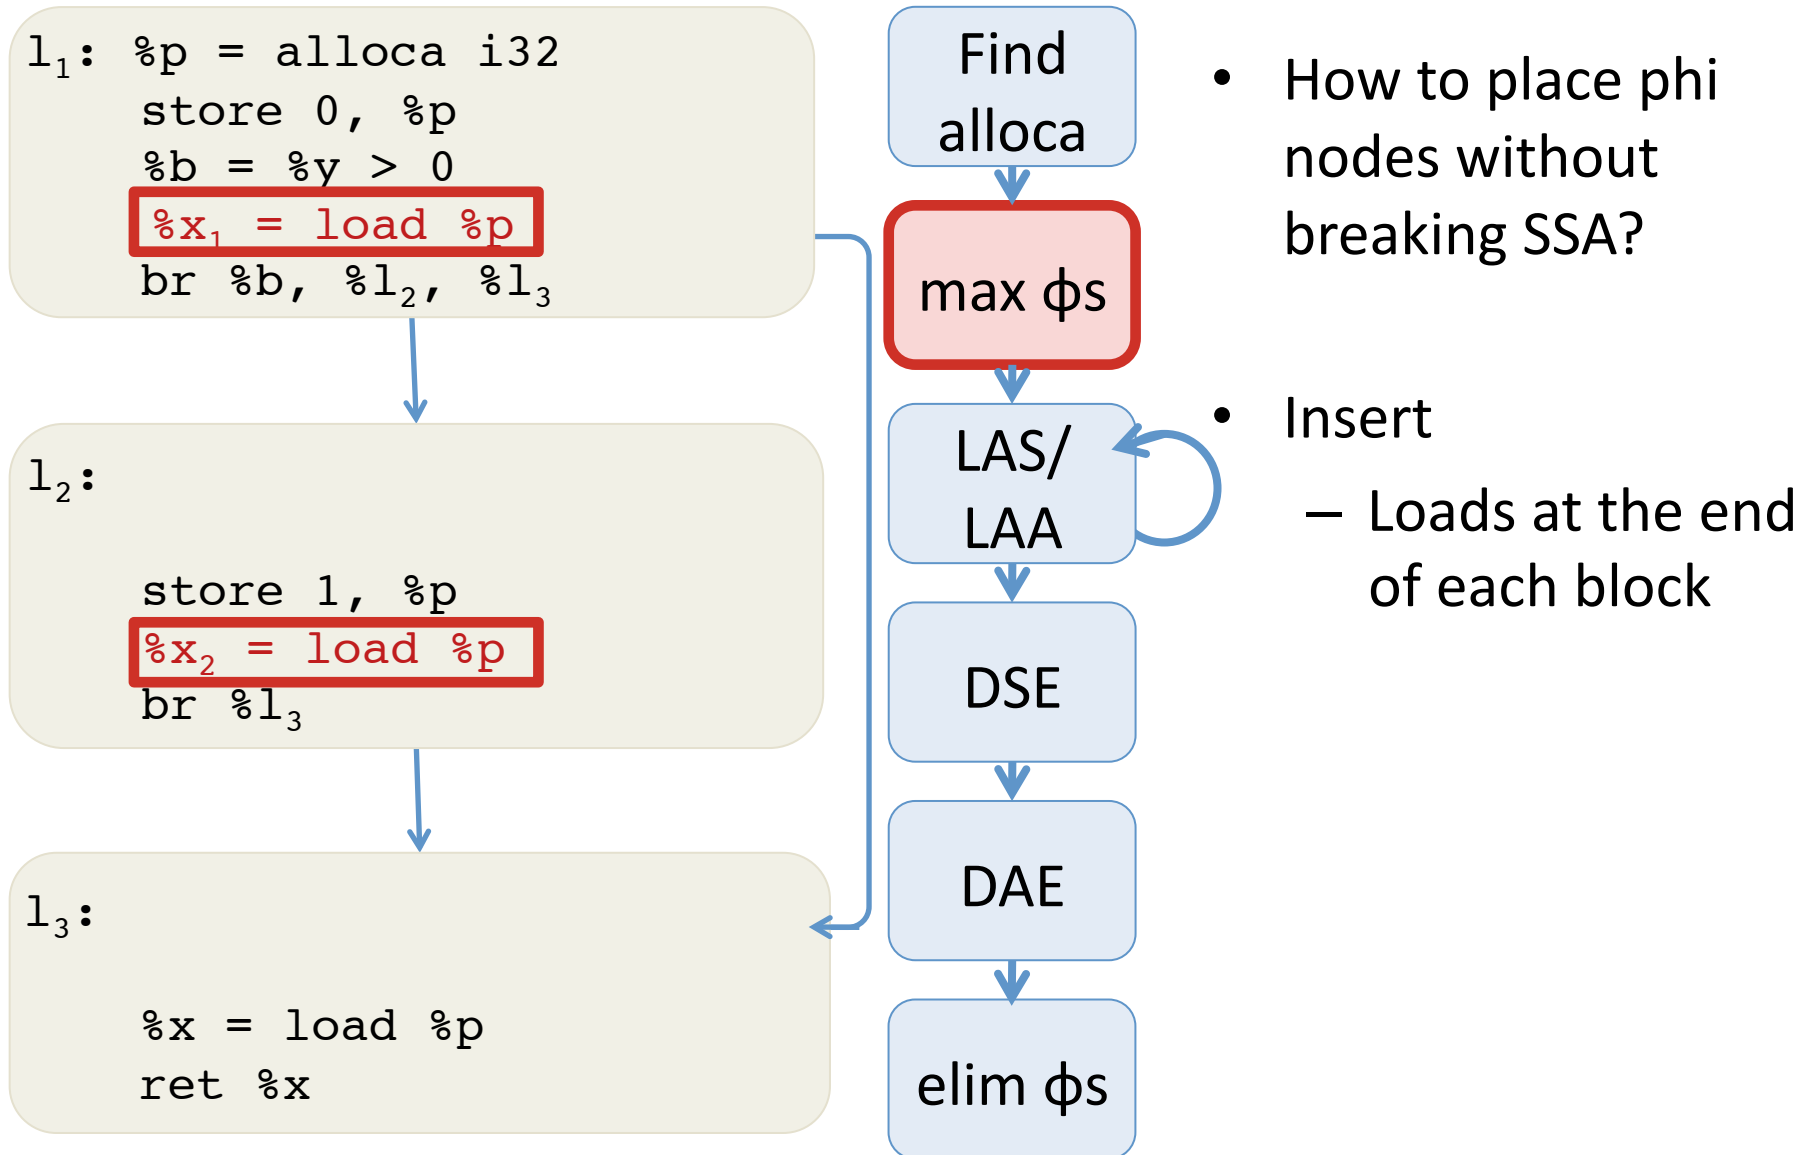 l₁: %p = alloca i32
store 0, %p
%b = %y > 0
%x₁ = load %p
br %b, %l₂, %l₃
l₂:
store 1, %p
%x₂ = load %p
br %l₃
l₃:
%x = load %p
ret %x
Find
alloca
max ϕs
LAS/
LAA
DSE
DAE
elim ϕs
• How to place phi
nodes without
breaking SSA?
• Insert
– Loads at the end
of each block